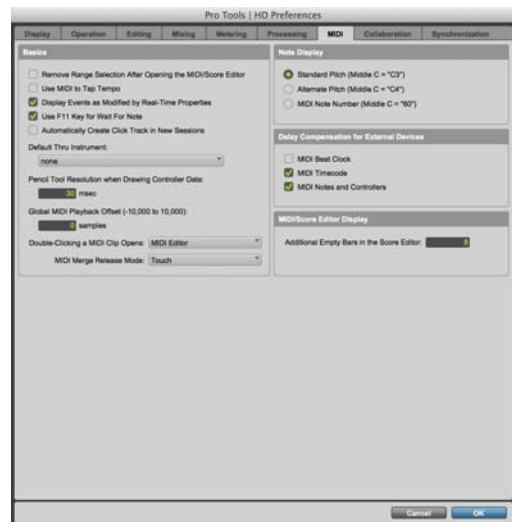 Pro Tools | HD Preferences
Display Operation Editing Mixing Metering Processing MIDI Collaboration Synchronization
Basics
Remove Range Selection After Opening the MIDI/Score Editor
Use MIDI to Tap Tempo
Display Events as Modified by Real-Time Properties
Use F11 Key for Wait For Note
Automatically Create Click Track in New Sessions
Default Thru Instrument:
none
Pencil Tool Resolution when Drawing Controller Data:
30 msec
Global MIDI Playback Offset (-10,000 to 10,000):
0 samples
Double-Clicking a MIDI Clip Opens: MIDI Editor
MIDI Merge Release Mode: Touch
Note Display
Standard Pitch (Middle C = "C3")
Alternate Pitch (Middle C = "C4")
MIDI Note Number (Middle C = "60")
Delay Compensation for External Devices
MIDI Beat Clock
MIDI Timecode
MIDI Notes and Controllers
MIDI/Score Editor Display
Additional Empty Bars in the Score Editor: 8
Cancel OK